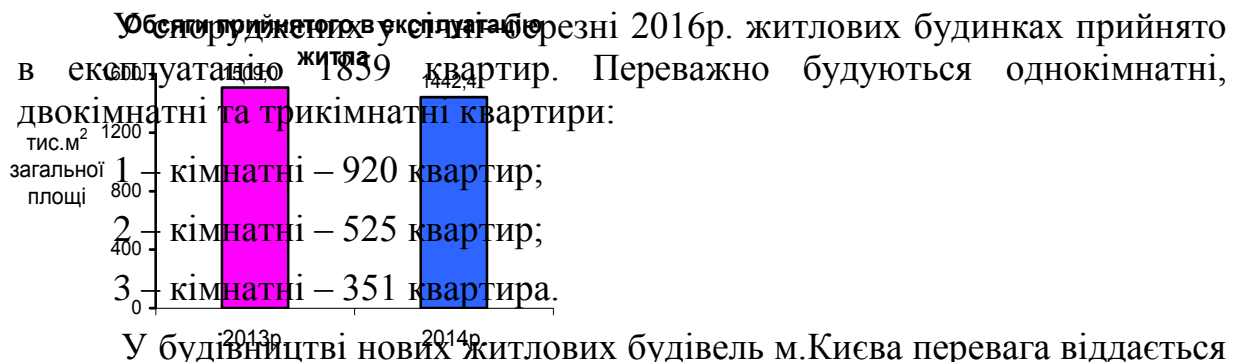 У споруджених у січні-березні 2016р. житлових будинках прийнято
в експлуатацію 1859 квартир. Переважно будуються однокімнатні,
двокімнатні та трикімнатні квартири:
1 – кімнатні – 920 квартир;
2 – кімнатні – 525 квартир;
3 – кімнатні – 351 квартира.
У будівництві нових житлових будівель м.Києва перевага віддається
Обсяги прийнятого в експлуатацію
житла
тис.м²
загальної
площі
1600
1200
800
400
0
1442,4
2013р.
2014р.